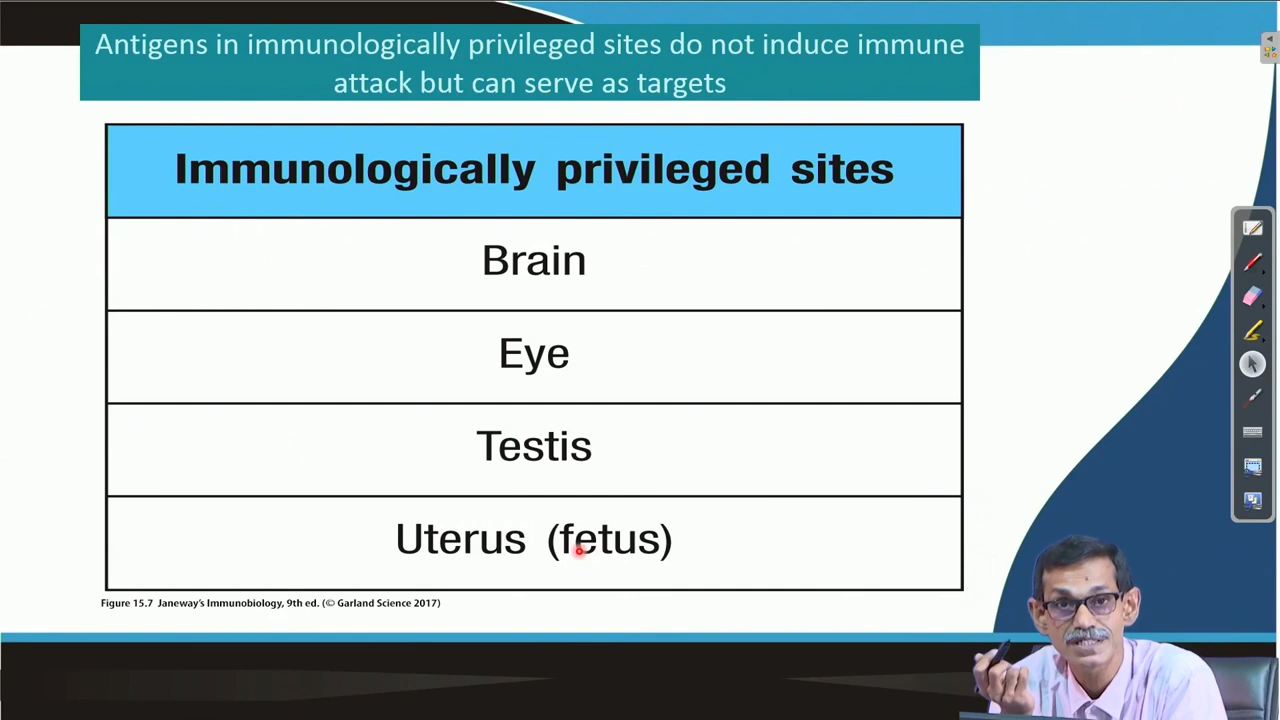 Antigens in immunologically privileged sites do not induce immune
attack but can serve as targets
Immunologically privileged sites
Brain
Eye
Testis
Uterus (fetus)
Figure 15.7 Janeway's Immunobiology, 9th ed. (© Garland Science 2017)